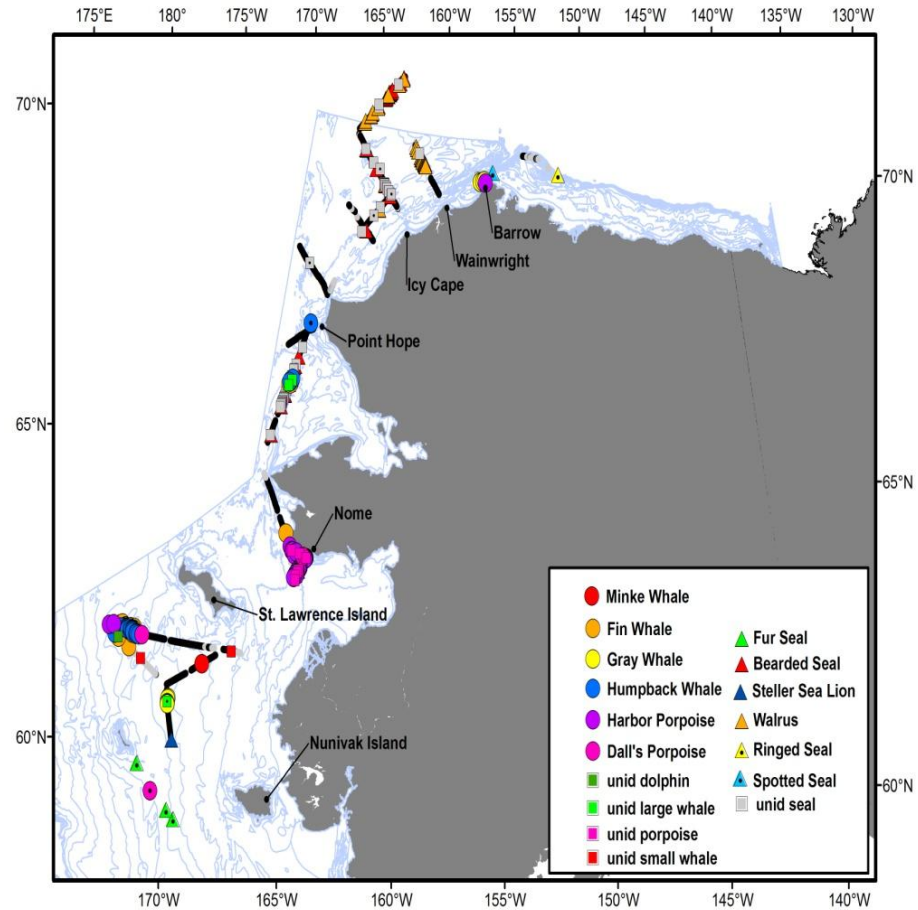 175°E 180° 175°W 170°W 165°W 160°W 155°W 150°W 145°W 140°W 135°W 130°W
70°N
70°N
Barrow
Wainwright
Icy Cape
Point Hope
65°N
65°N
Nome
St. Lawrence Island
60°N
Nunivak Island
60°N
Minke Whale
Fin Whale
Gray Whale
Humpback Whale
Harbor Porpoise
Dall's Porpoise
unid dolphin
unid large whale
unid porpoise
unid small whale
Fur Seal
Bearded Seal
Steller Sea Lion
Walrus
Ringed Seal
Spotted Seal
unid seal
170°W 165°W 160°W 155°W 150°W 145°W 140°W